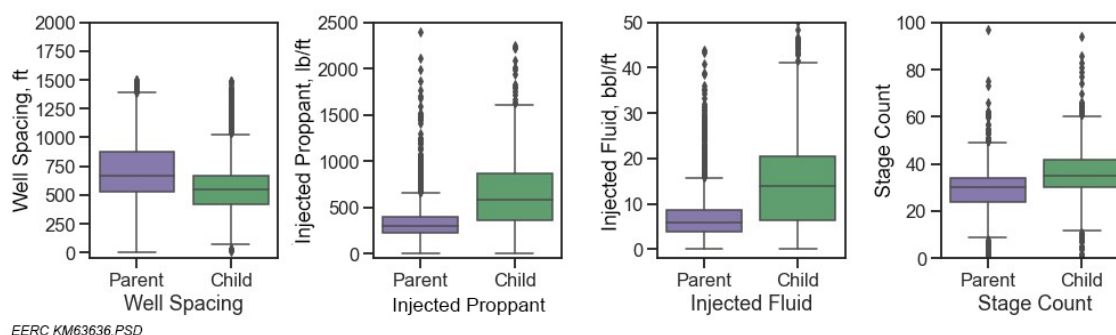 Well Spacing, ft
2000
1750
1500
1250
1000
750
500
250
0
Parent Child
Well Spacing
Injected Proppant, lb/ft
2500
2000
1500
1000
500
0
Parent Child
Injected Proppant
Injected Fluid, bbl/ft
50
40
30
20
10
0
Parent Child
Injected Fluid
Stage Count
100
80
60
40
20
0
Parent Child
Stage Count
EERC KM63636.PSD